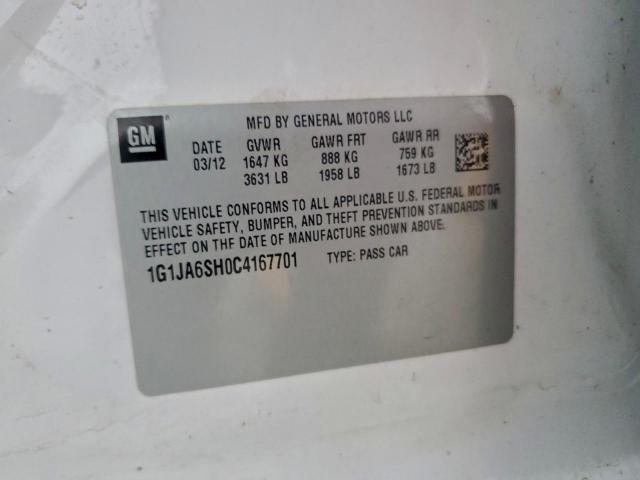 GM
MFD BY GENERAL MOTORS LLC
DATE GVWR GAWR FRT GAWR RR
03/12 1647 KG 888 KG 759 KG
3631 LB 1958 LB 1673 LB
THIS VEHICLE CONFORMS TO ALL APPLICABLE U.S. FEDERAL MOTOR
VEHICLE SAFETY, BUMPER, AND THEFT PREVENTION STANDARDS IN
EFFECT ON THE DATE OF MANUFACTURE SHOWN ABOVE.
1G1JA6SH0C4167701 TYPE: PASS CAR